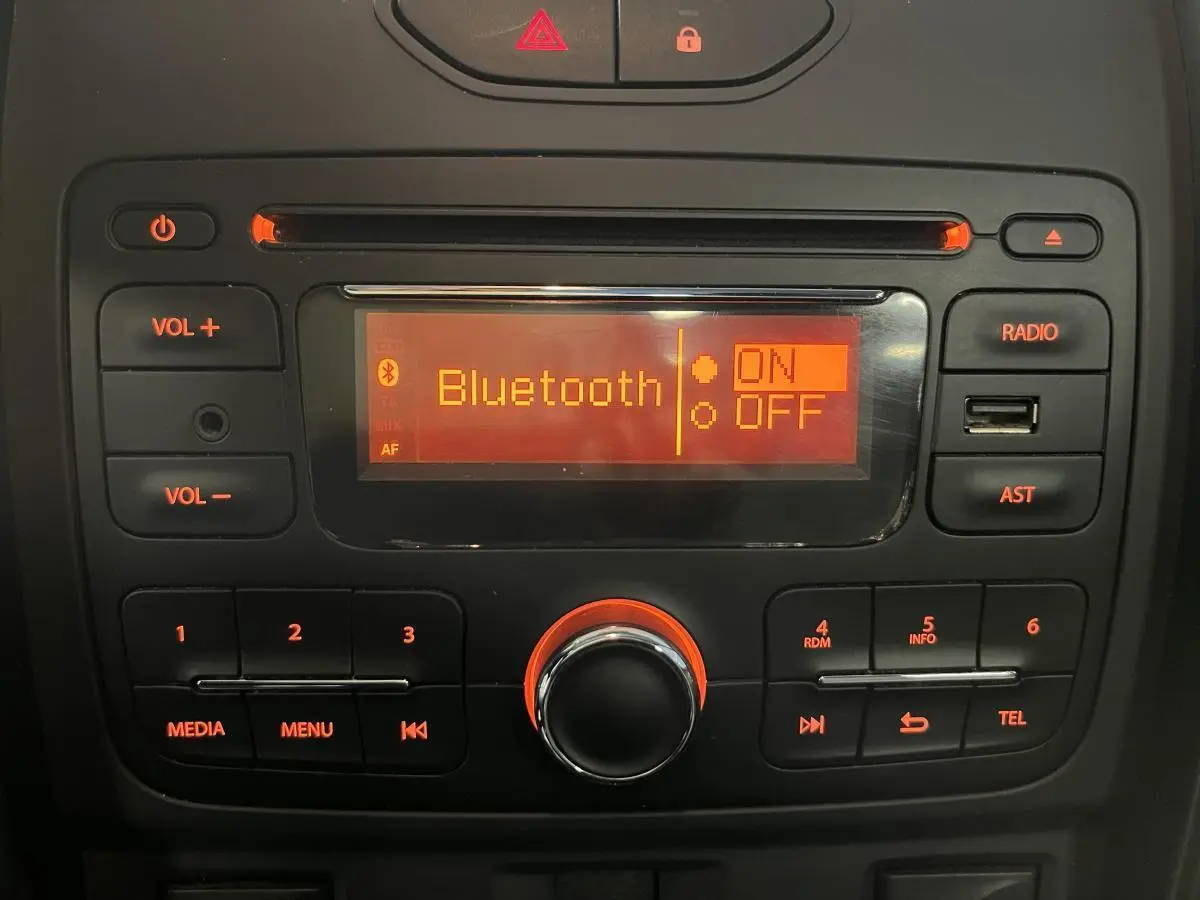 VOL +
RADIO
Bluetooth
ON
OFF
AF
VOL −
AST
1
2
3
4
RDM
5
INFO
6
MEDIA
MENU
TEL